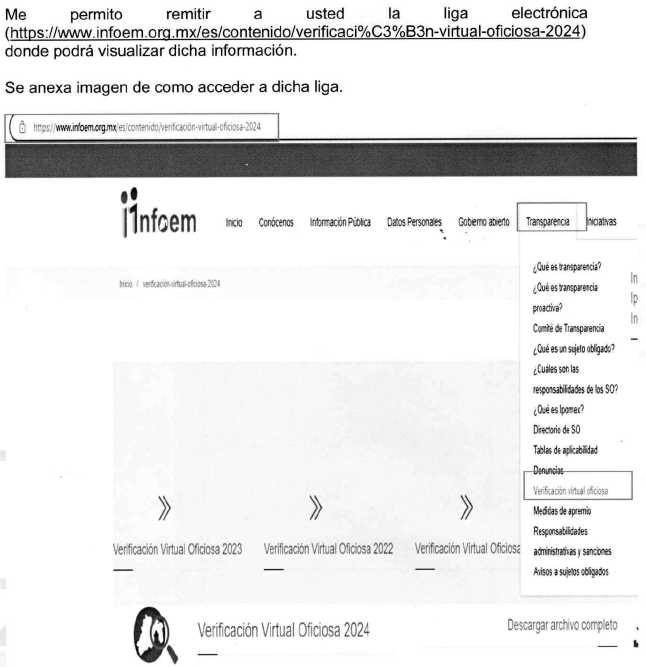 Me permito remitir a usted la liga electrónica
(https://www.infoem.org.mx/es/contenido/verificaci%C3%B3n-virtual-oficiosa-2024)
donde podrá visualizar dicha información.
Se anexa imagen de como acceder a dicha liga.
https://www.infoem.org.mx/es/contenido/verificación-virtual-oficiosa-2024
infoem
Inicio Conócenos Información Pública Datos Personales Gobierno abierto Transparencia Iniciativas
Inicio / verificación-virtual-oficiosa-2024
¿Qué es transparencia?
¿Qué es transparencia
proactiva?
Comité de Transparencia
¿Qué es un sujeto obligado?
¿Cuáles son las
responsabilidades de los SO?
¿Qué es Ipomex?
Directorio de SO
Tablas de aplicabilidad
Denuncias
Verificación virtual oficiosa
Medidas de apremio
Responsabilidades
administrativas y sanciones
Avisos a sujetos obligados
In
Ip
In
Verificación Virtual Oficiosa 2023 Verificación Virtual Oficiosa 2022 Verificación Virtual Oficiosa
Verificación Virtual Oficiosa 2024
Descargar archivo completo